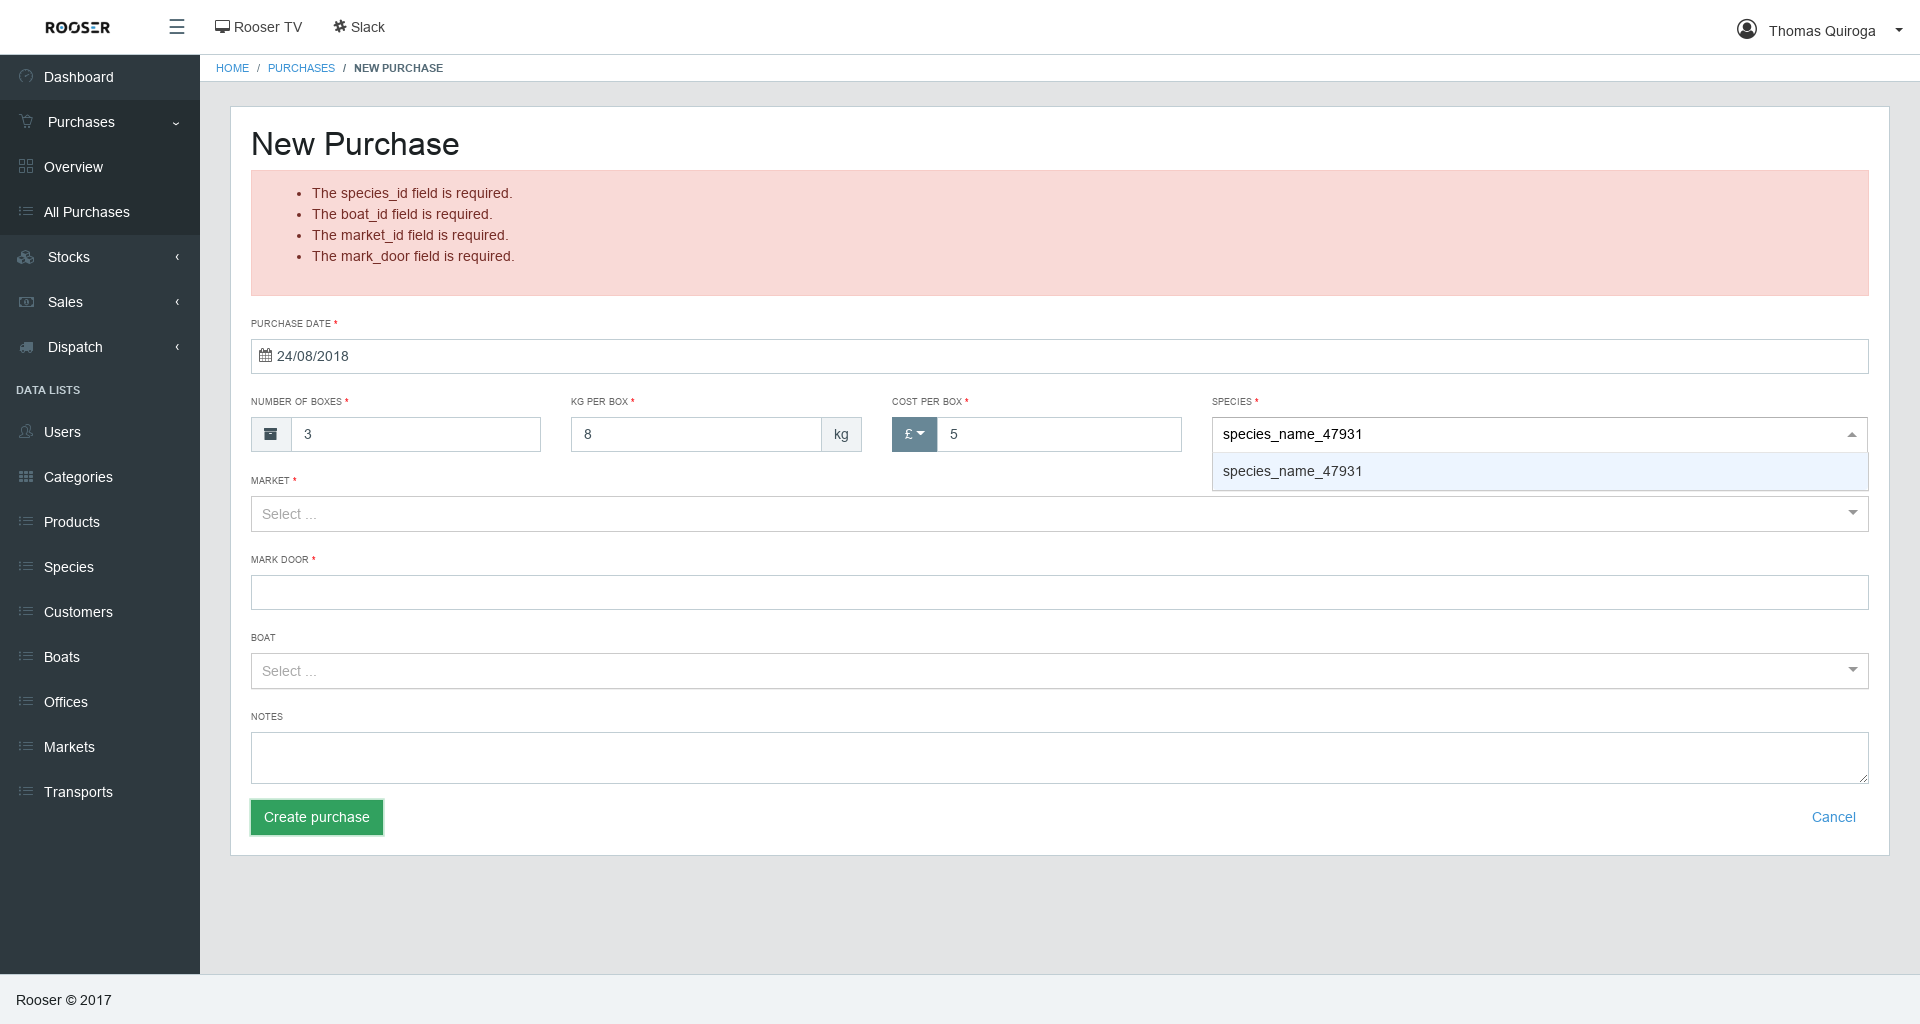 ROOSER
Rooser TV
Slack
Thomas Quiroga
HOME / PURCHASES / NEW PURCHASE
Dashboard
Purchases
Overview
All Purchases
Stocks
Sales
Dispatch
DATA LISTS
Users
Categories
Products
Species
Customers
Boats
Offices
Markets
Transports
New Purchase
• The species_id field is required.
• The boat_id field is required.
• The market_id field is required.
• The mark_door field is required.
PURCHASE DATE *
24/08/2018
NUMBER OF BOXES *
3
KG PER BOX *
8 kg
COST PER BOX *
£ 5
SPECIES *
species_name_47931
species_name_47931
MARKET *
Select ...
MARK DOOR *
BOAT
Select ...
NOTES
Create purchase
Cancel
Rooser © 2017